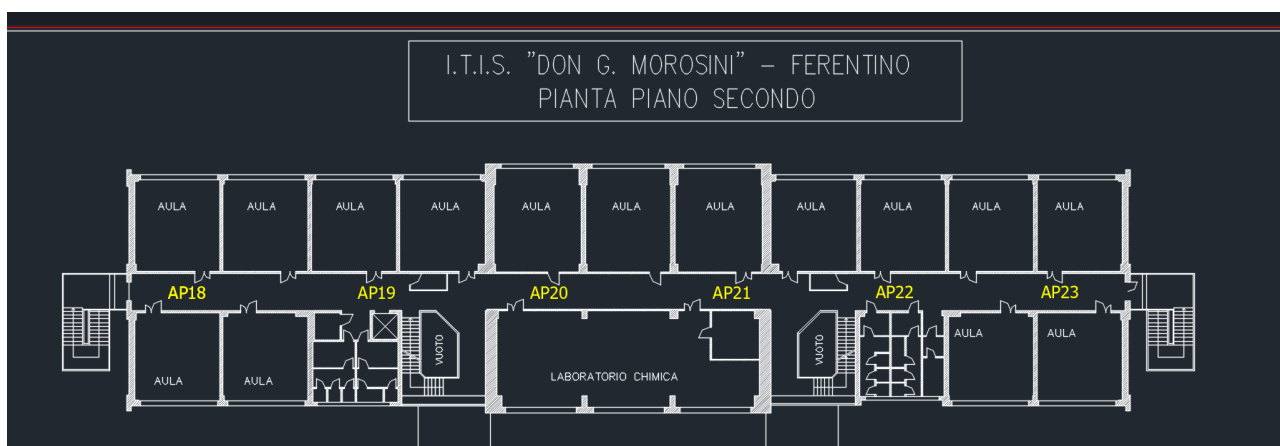 I.T.I.S. "DON G. MOROSINI" – FERENTINO
PIANTA PIANO SECONDO
AULA AULA AULA AULA AULA AULA AULA AULA AULA AULA AULA
AP18 AP19 AP20 AP21 AP22 AP23
AULA AULA
VUOTO VUOTO
AULA AULA LABORATORIO CHIMICA